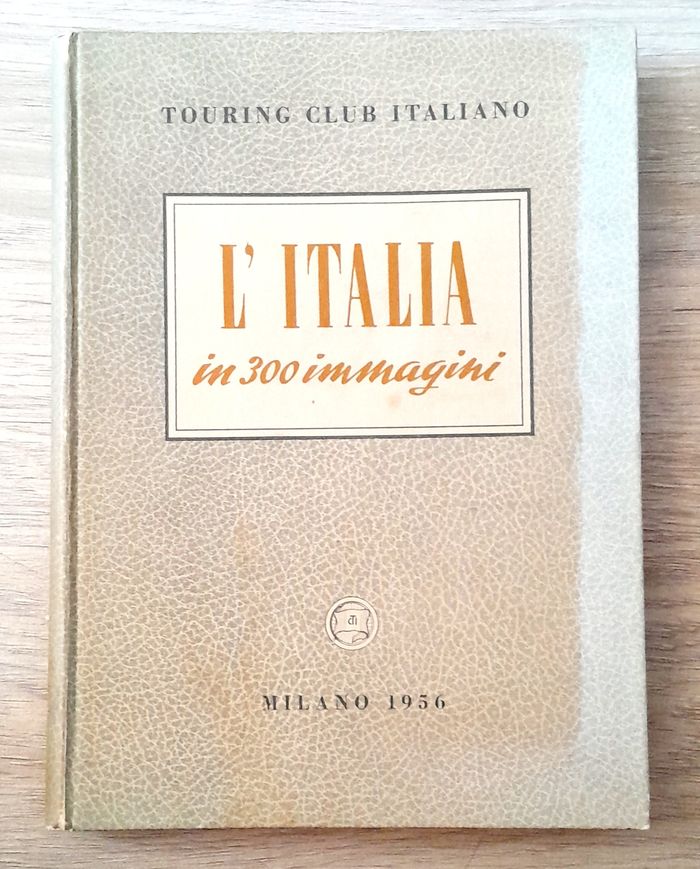 TOURING CLUB ITALIANO
L'ITALIA
in 300 immagini
MILANO 1956